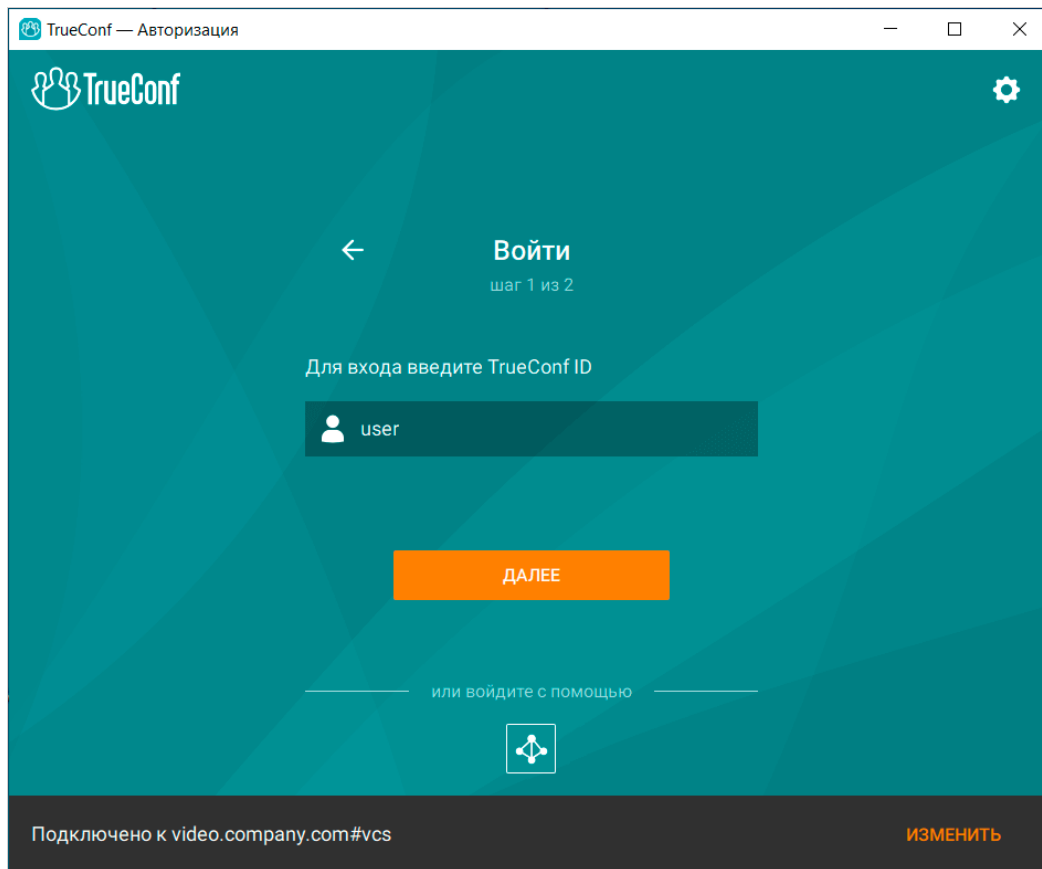 TrueConf — Авторизация
TrueConf
Войти
шаг 1 из 2
Для входа введите TrueConf ID
user
ДАЛЕЕ
или войдите с помощью
Подключено к video.company.com#vcs
ИЗМЕНИТЬ